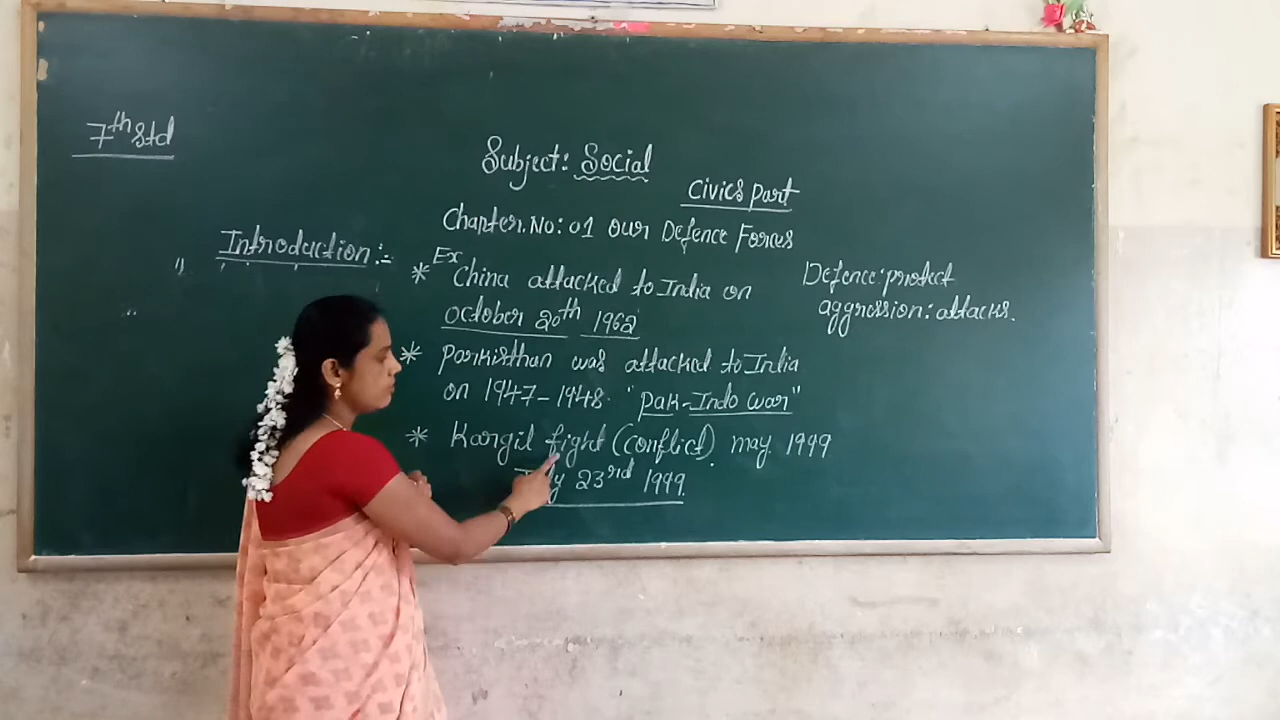 7th Std
Subject: Social
Civics part
Chapter.No: 01 Our Defence Forces
Introduction:-
* Ex China attacked to India on
October 20th 1962
* Parkisthan was attacked to India
on 1947-1948. "Pak-Indo war"
* Kargil fight (conflict). may 1999
July 23rd 1999.
Defence: protect
aggression: attacks.